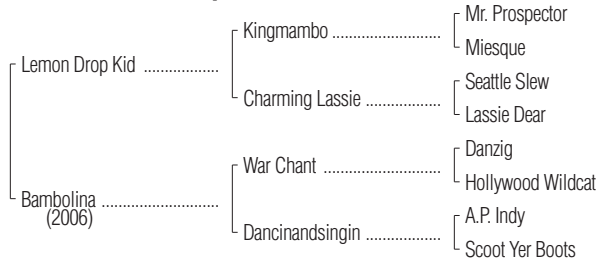 Mr. Prospector
Kingmambo ....................
Miesque
Lemon Drop Kid ..................
Seattle Slew
Charming Lassie ..................
Lassie Dear
Danzig
War Chant ......................
Hollywood Wildcat
Bambolina ............................
(2006)
A.P. Indy
Dancinandsingin ..................
Scoot Yer Boots